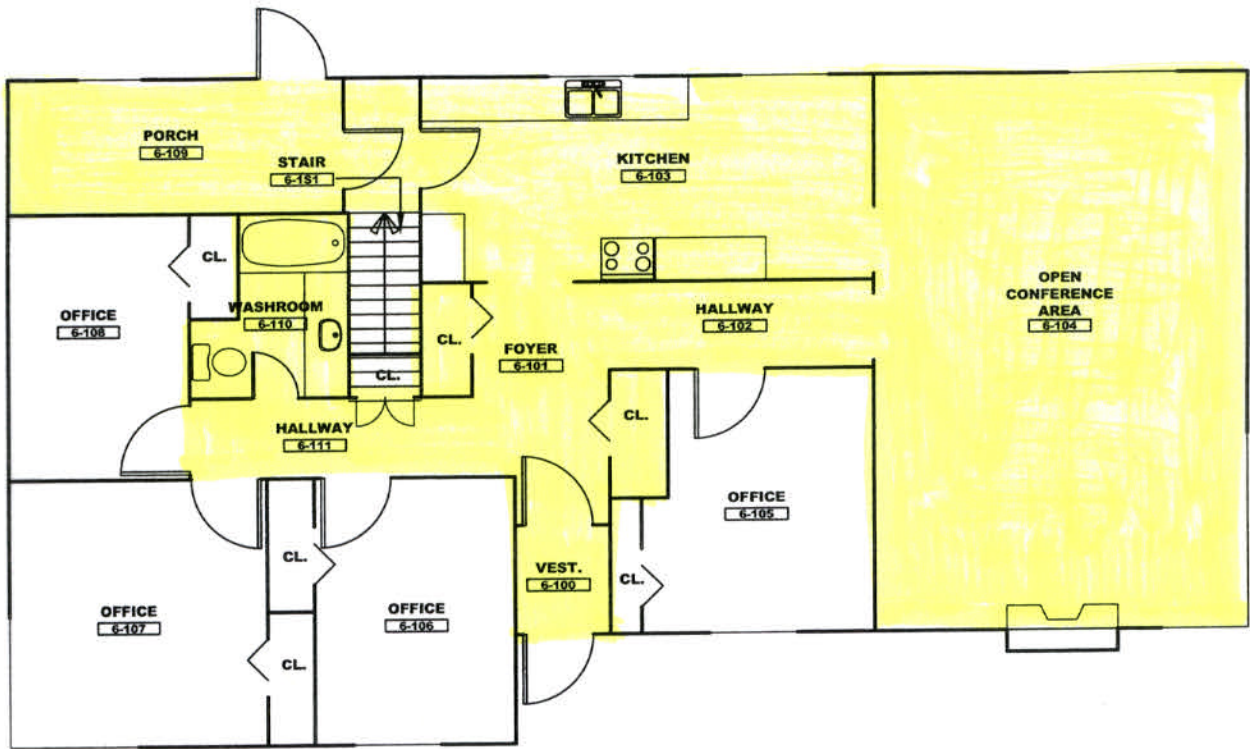 PORCH
6-109
STAIR
6-1S1
KITCHEN
6-103
CL.
OFFICE
6-108
WASHROOM
6-110
CL.
CL.
FOYER
6-101
HALLWAY
6-102
OPEN
CONFERENCE
AREA
6-104
HALLWAY
6-111
CL.
OFFICE
6-105
CL.
CL.
VEST.
6-100
OFFICE
6-107
OFFICE
6-106
CL.